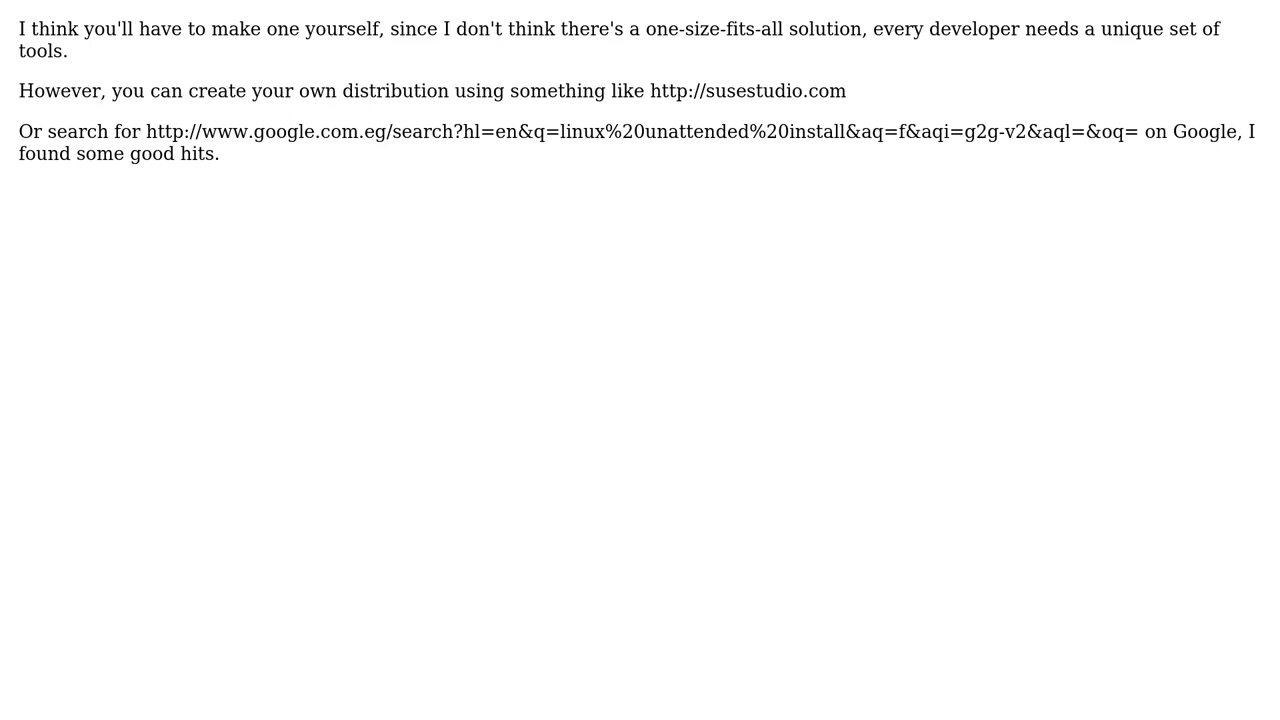 I think you'll have to make one yourself, since I don't think there's a one-size-fits-all solution, every developer needs a unique set of
tools.
However, you can create your own distribution using something like http://susestudio.com
Or search for http://www.google.com.eg/search?hl=en&q=linux%20unattended%20install&aq=f&aqi=g2g-v2&aql=&oq= on Google, I
found some good hits.